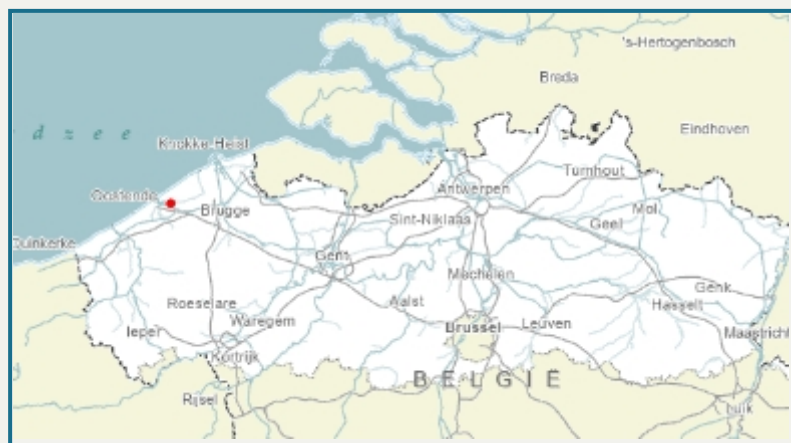 's-Hertogenbosch
Breda
Eindhoven
d z e e
Knokke-Heist
Turnhout
Antwerpen
Oostende
Brugge
Mol
Sint-Niklaas
Geel
Duinkerke
Gent
Mechelen
Genk
Roeselare
Aalst
Hasselt
Ieper
Waregem
Brussel
Leuven
Maastricht
Kortrijk
BELGIË
Rijsel
Luik